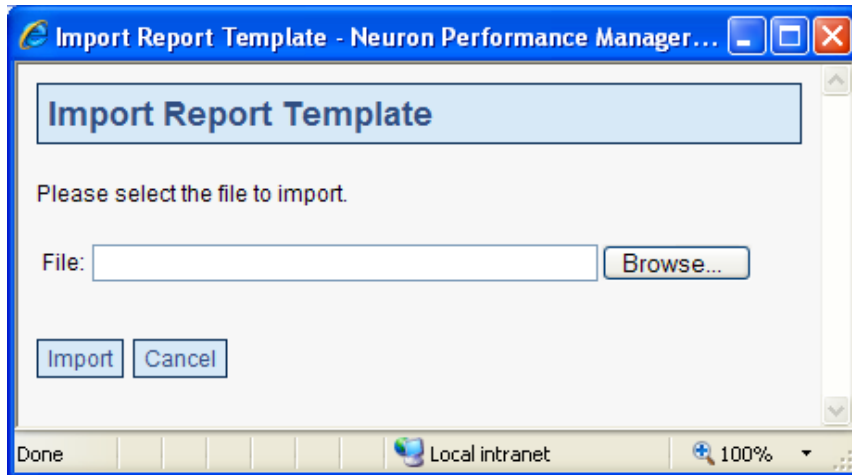 Import Report Template - Neuron Performance Manager...
Import Report Template
Please select the file to import.
File: Browse...
Import Cancel
Done Local intranet 100%